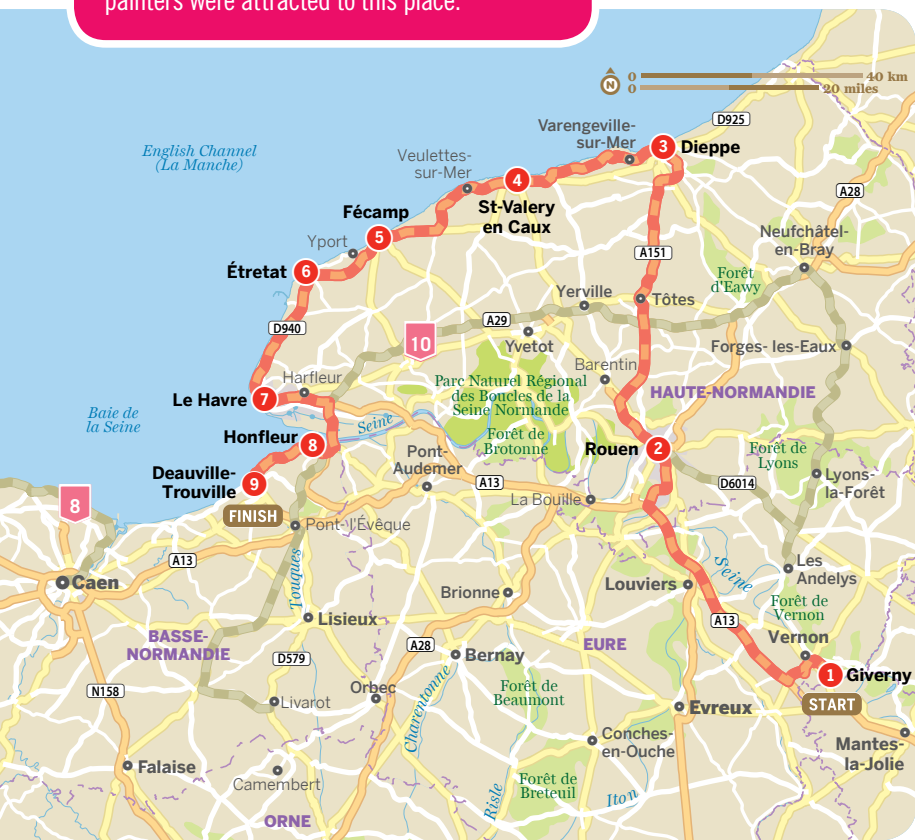 painters were attracted to this place.
0 40 km
N
0 20 miles
D925
English Channel
(La Manche)
Varengeville-
sur-Mer
3 Dieppe
Veulettes-
sur-Mer
4
St-Valery
en Caux
A28
Fécamp
5
Neufchâtel-
en-Bray
Yport
A151
Étretat 6
Forêt
d'Eawy
Yerville
Tôtes
D940
A29
10
Yvetot
Forges- les-Eaux
Barentin
Harfleur
Parc Naturel Régional
des Boucles de la
Seine Normande
HAUTE-NORMANDIE
Le Havre 7
Baie de
la Seine
Seine
Honfleur 8
Forêt de
Brotonne
Rouen 2
Forêt de
Lyons
Pont-
Audemer
Deauville-
Trouville 9
Lyons-
la-Forêt
A13
D6014
La Bouille
8
FINISH
Pont-l'Évêque
A13
Seine
Les
Andelys
Caen
Touques
Louviers
Brionne
Forêt de
Vernon
A13
Lisieux
Vernon
BASSE-
NORMANDIE
A28
EURE
Bernay
D579
1 Giverny
START
N158
Orbec
Livarot
Charentonne
Forêt de
Beaumont
Evreux
Conches-
en-Ouche
Mantes-
la-Jolie
Falaise
Camembert
Forêt de
Breteuil
Risle
Iton
ORNE